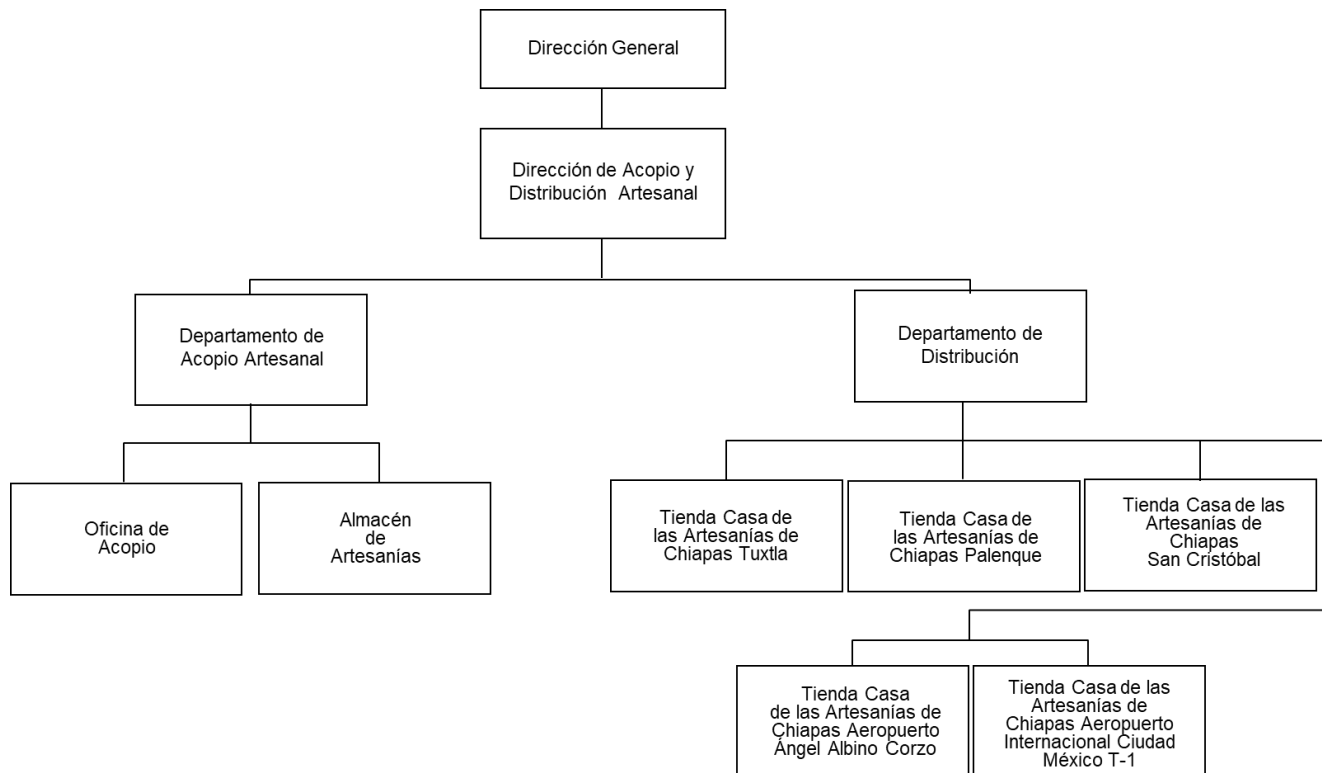 Dirección General
Dirección de Acopio y
Distribución Artesanal
Departamento de
Acopio Artesanal
Departamento de
Distribución
Oficina de
Acopio
Almacén
de
Artesanías
Tienda Casa de
las Artesanías de
Chiapas Tuxtla
Tienda Casa de
las Artesanías de
Chiapas Palenque
Tienda Casa de las
Artesanías de
Chiapas
San Cristóbal
Tienda Casa
de las Artesanías de
Chiapas Aeropuerto
Ángel Albino Corzo
Tienda Casa de las
Artesanías de
Chiapas Aeropuerto
Internacional Ciudad
México T-1